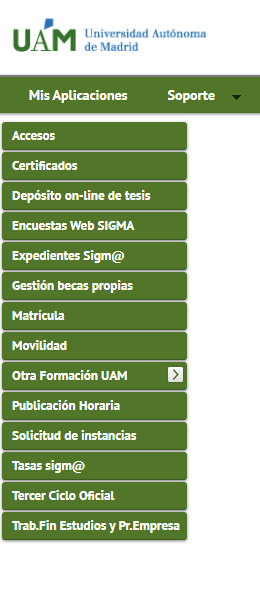 UAM Universidad Autónoma
de Madrid
Mis Aplicaciones Soporte
Accesos
Certificados
Depósito on-line de tesis
Encuestas Web SIGMA
Expedientes Sigm@
Gestión becas propias
Matrícula
Movilidad
Otra Formación UAM
Publicación Horaria
Solicitud de instancias
Tasas sigm@
Tercer Ciclo Oficial
Trab.Fin Estudios y Pr.Empresa